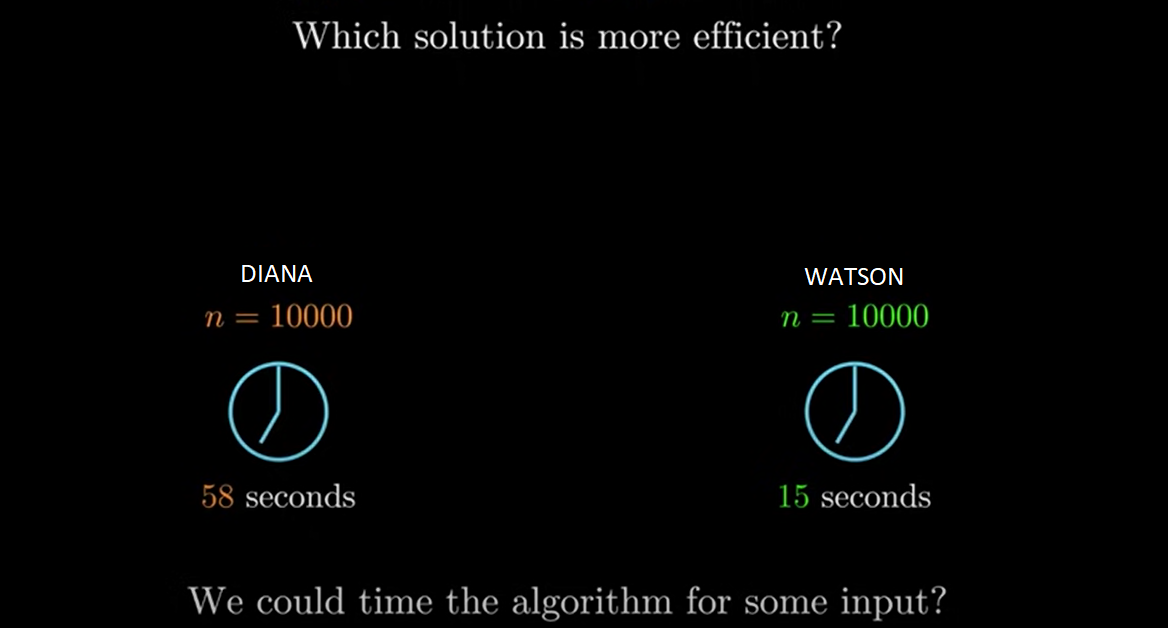 Which solution is more efficient?
DIANA
n = 10000
58 seconds
WATSON
n = 10000
15 seconds
We could time the algorithm for some input?